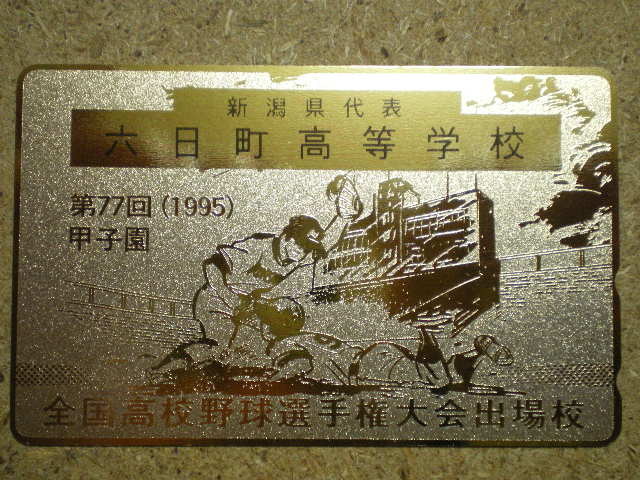 新潟県代表
六日町高等学校
第77回(1995)
甲子園
全国高校野球選手権大会出場校